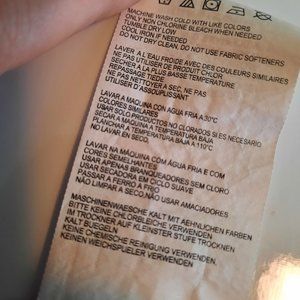 MACHINE WASH COLD WITH LIKE COLORS
ONLY NON CHLORINE BLEACH WHEN NEEDED
TUMBLE DRY LOW
COOL IRON IF NEEDED
DO NOT DRY CLEAN, DO NOT USE FABRIC SOFTENERS
LAVER A L'EAU FROIDE AVEC DES COULEURS SIMILAIRES
PAS UTILISER DE PRODUIT CHLOR
SECHER A LA PLUS BASSE TEMPERATURE
REPASSAGE TIEDE
PAS NETTOYER A SEC, NE PAS
UTILISER D'ASSOUPLISSANT
LAVAR A MAQUINA CON AGUA FRIA A 30°C
COLORES SIMILARES
USAR SOLO PRODUCTOS NO CLORADOS SI ES NECESARIO
SECAR A MAQUINA A TEMPERATURA BAJA
PLANCHAR A TEMPERATURA BAJA A 110°C
NO LAVAR EN SECO.
LAVAR NA MÁQUINA COM ÁGUA FRIA E COM
CORES SEMELHANTES
USAR APENAS BRANQUEADORES SEM CLORO
USAR SECADORA EM CICLO SUAVE
PASSAR A FERRO A FRIO
NÃO LIMPAR A SECO.NÃO USAR AMACIADORES
MASCHINENWAESCHE KALT MIT AEHNLICHEN FARBEN
BITTE KEINE CHLORBLEICHE VERWENDEN
IM TROCKNER AUF KLEINSTER STUFE TROCKNEN
KALT BUEGELN
KEINE CHEMISCHE REINIGUNG VERWENDEN.
KEINEN WEICHSPUELER VERWENDEN